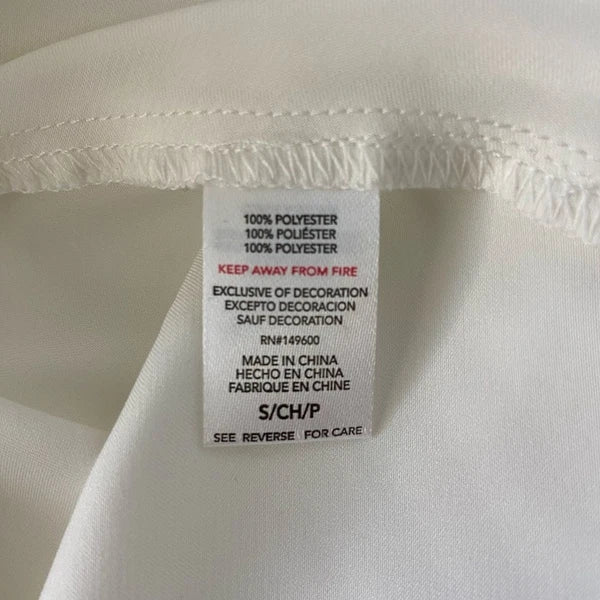 100% POLYESTER
100% POLIÉSTER
100% POLYESTER
KEEP AWAY FROM FIRE
EXCLUSIVE OF DECORATION
EXCEPTO DECORACION
SAUF DECORATION
RN#149600
MADE IN CHINA
HECHO EN CHINA
FABRIQUE EN CHINE
S/CH/P
SEE REVERSE FOR CARE